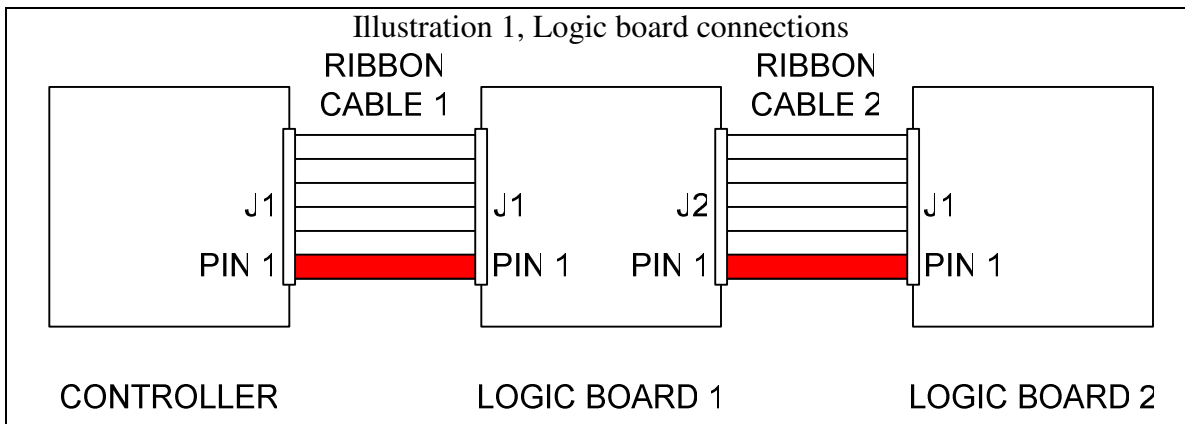 Illustration 1, Logic board connections
RIBBON
CABLE 1
RIBBON
CABLE 2
J1
J1
J2
J1
PIN 1
PIN 1
PIN 1
PIN 1
CONTROLLER
LOGIC BOARD 1
LOGIC BOARD 2